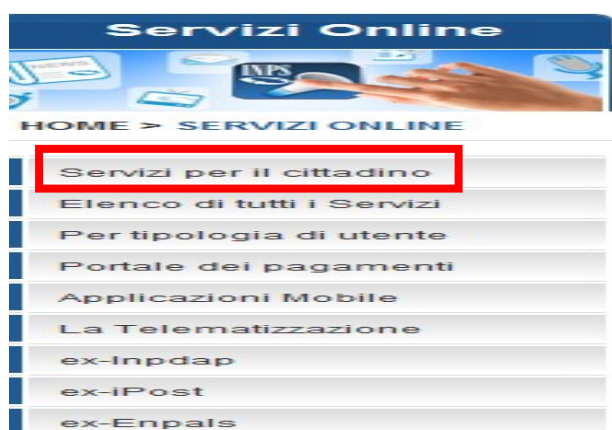 Servizi Online
NEWS
INPS
HOME > SERVIZI ONLINE
Servizi per il cittadino
Elenco di tutti i Servizi
Per tipologia di utente
Portale dei pagamenti
Applicazioni Mobile
La Telematizzazione
ex-Inpdap
ex-iPost
ex-Enpals